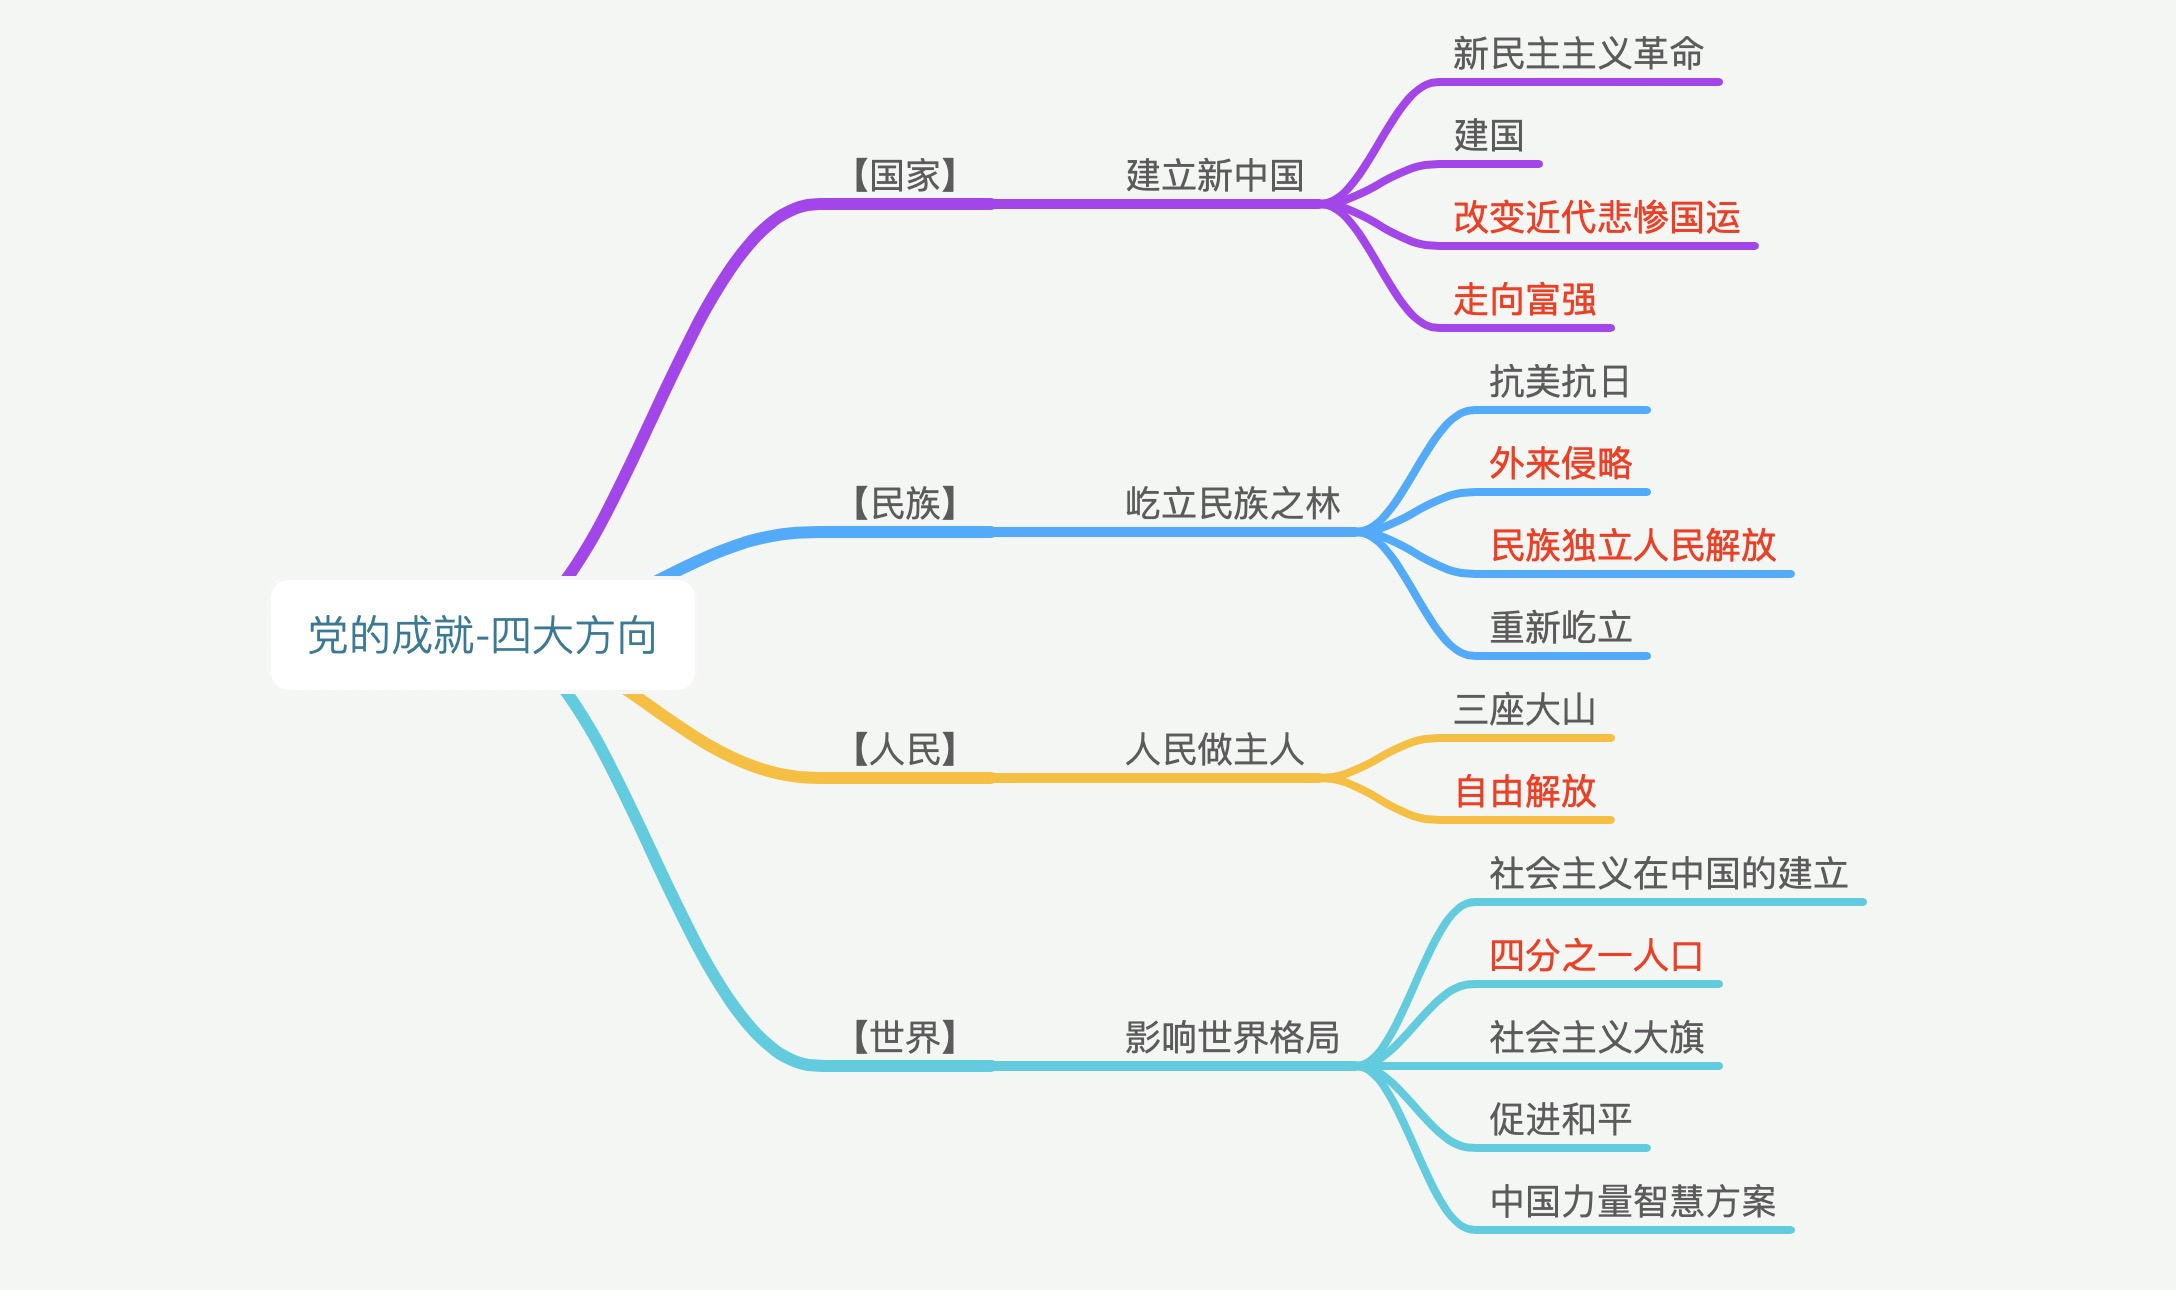 党的成就-四大方向
【国家】
建立新中国
新民主主义革命
建国
改变近代悲惨国运
走向富强
【民族】
屹立民族之林
抗美抗日
外来侵略
民族独立人民解放
重新屹立
【人民】
人民做主人
三座大山
自由解放
【世界】
影响世界格局
社会主义在中国的建立
四分之一人口
社会主义大旗
促进和平
中国力量智慧方案